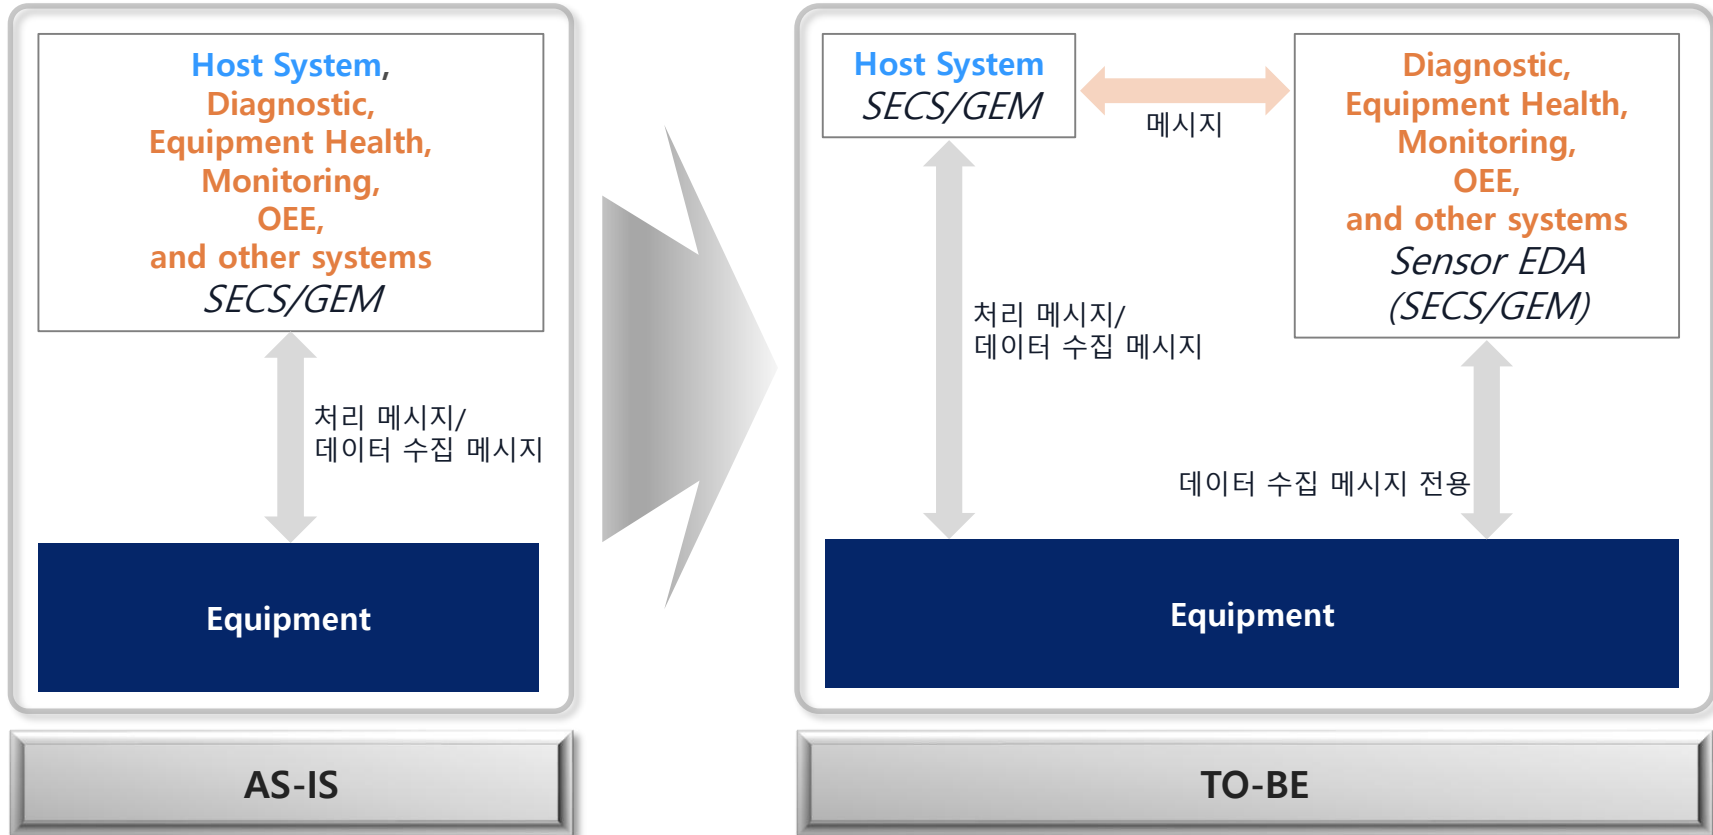 Host System,
Diagnostic,
Equipment Health,
Monitoring,
OEE,
and other systems
SECS/GEM
처리 메시지/
데이터 수집 메시지
Equipment
AS-IS
Host System
SECS/GEM
메시지
Diagnostic,
Equipment Health,
Monitoring,
OEE,
and other systems
Sensor EDA
(SECS/GEM)
처리 메시지/
데이터 수집 메시지
데이터 수집 메시지 전용
Equipment
TO-BE